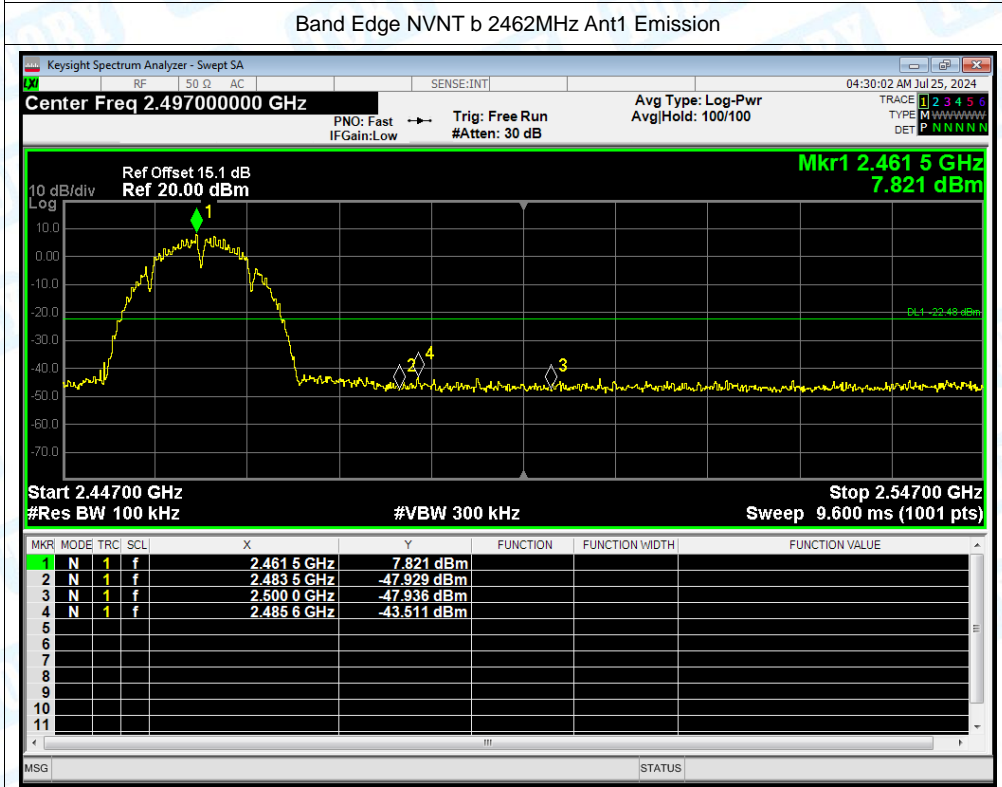 Band Edge NVNT b 2462MHz Ant1 Emission
Keysight Spectrum Analyzer - Swept SA
LXI RF 50 Ω AC SENSE:INT 04:30:02 AM Jul 25, 2024
Center Freq 2.497000000 GHz Avg Type: Log-Pwr TRACE 1 2 3 4 5 6
PNO: Fast Trig: Free Run Avg|Hold: 100/100 TYPE M WWWWW
IFGain:Low #Atten: 30 dB DET P N N N N N
Mkr1 2.461 5 GHz
Ref Offset 15.1 dB
10 dB/div Ref 20.00 dBm 7.821 dBm
Log
1
10.0
0.00
-10.0
-20.0
DL1 -22.48 dBm
-30.0
4
-40.0 2 3
-50.0
-60.0
-70.0
Start 2.44700 GHz Stop 2.54700 GHz
#Res BW 100 kHz #VBW 300 kHz Sweep 9.600 ms (1001 pts)
MKR MODE TRC SCL X Y FUNCTION FUNCTION WIDTH FUNCTION VALUE
1 N 1 f 2.461 5 GHz 7.821 dBm
2 N 1 f 2.483 5 GHz -47.929 dBm
3 N 1 f 2.500 0 GHz -47.936 dBm
4 N 1 f 2.485 6 GHz -43.511 dBm
5
6
7
8
9
10
11
MSG STATUS